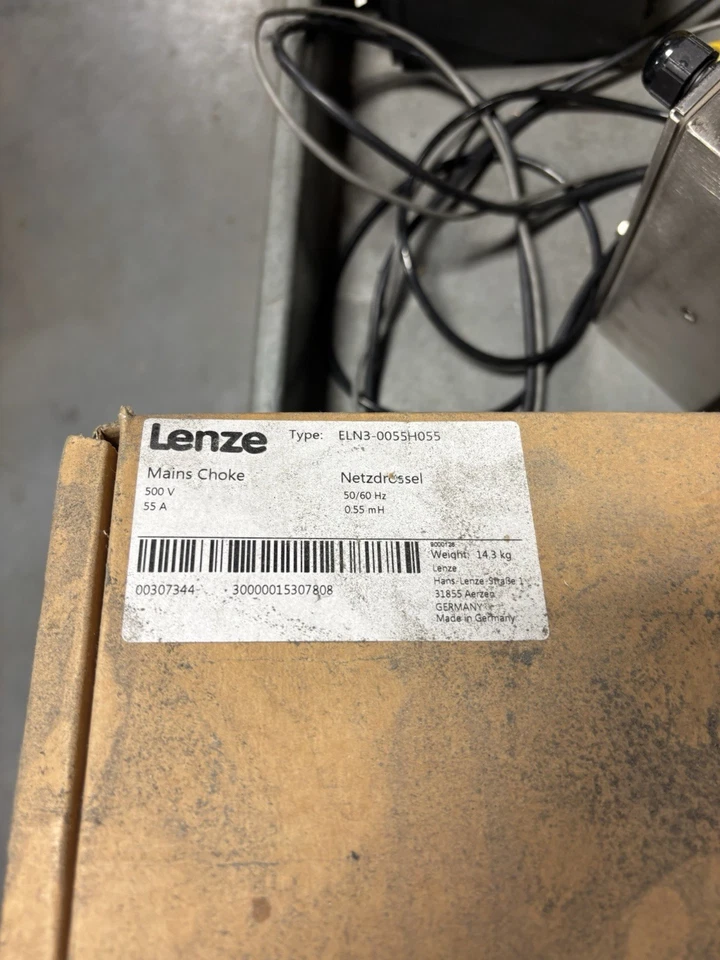 Lenze Type: ELN3-0055H055
Mains Choke Netzdrossel
500 V 50/60 Hz
55 A 0.55 mH
Weight: 14.3 kg
Lenze
Hans-Lenze-Straße 1
31855 Aerzen
GERMANY
Made in Germany
00307344 30000015307808